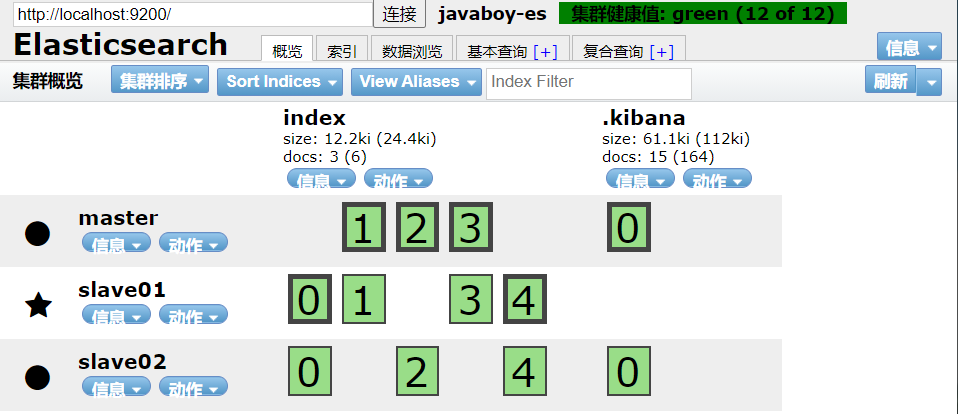 http://localhost:9200/ 连接 javaboy-es 集群健康值: green (12 of 12)
Elasticsearch 概览 索引 数据浏览 基本查询 [+] 复合查询 [+] 信息
集群概览 集群排序 Sort Indices View Aliases Index Filter 刷新
index .kibana
size: 12.2ki (24.4ki) size: 61.1ki (112ki)
docs: 3 (6) docs: 15 (164)
信息 动作 信息 动作
master 1 2 3 0
信息 动作
slave01 0 1 3 4
信息 动作
slave02 0 2 4 0
信息 动作